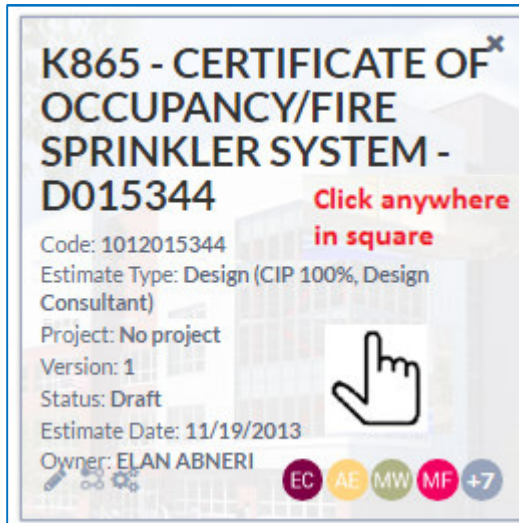 K865 - CERTIFICATE OF
OCCUPANCY/FIRE
SPRINKLER SYSTEM -
D015344
Click anywhere
in square
Code: 1012015344
Estimate Type: Design (CIP 100%, Design
Consultant)
Project: No project
Version: 1
Status: Draft
Estimate Date: 11/19/2013
Owner: ELAN ABNERI
EC AE MW MF +7